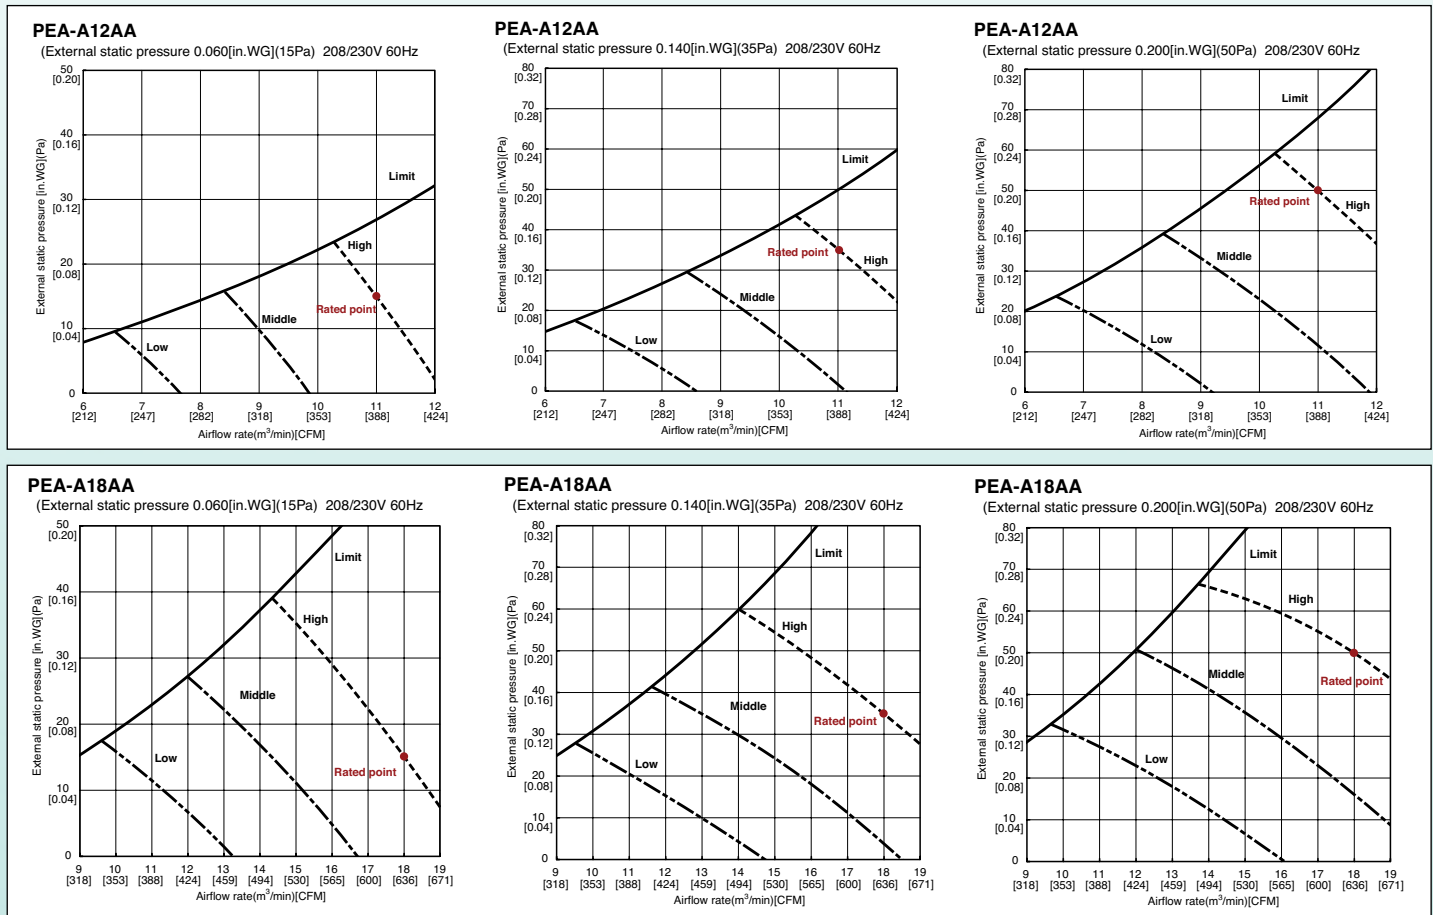 PEA-A12AA
(External static pressure 0.060[in.WG](15Pa) 208/230V 60Hz
External static pressure [in.WG](Pa)
50
[0.20]
40
[0.16]
30
[0.12]
20
[0.08]
10
[0.04]
0
Limit
High
Rated point
Middle
Low
6 7 8 9 10 11 12
[212] [247] [282] [318] [353] [388] [424]
Airflow rate(m³/min)[CFM]
PEA-A12AA
(External static pressure 0.140[in.WG](35Pa) 208/230V 60Hz
External static pressure [in.WG](Pa)
80
[0.32]
70
[0.28]
60
[0.24]
50
[0.20]
40
[0.16]
30
[0.12]
20
[0.08]
10
[0.04]
0
Limit
Rated point
High
Middle
Low
6 7 8 9 10 11 12
[212] [247] [282] [318] [353] [388] [424]
Airflow rate(m³/min)[CFM]
PEA-A12AA
(External static pressure 0.200[in.WG](50Pa) 208/230V 60Hz
External static pressure [in.WG](Pa)
80
[0.32]
70
[0.28]
60
[0.24]
50
[0.20]
40
[0.16]
30
[0.12]
20
[0.08]
10
[0.04]
0
Limit
Rated point
High
Middle
Low
6 7 8 9 10 11 12
[212] [247] [282] [318] [353] [388] [424]
Airflow rate(m³/min)[CFM]
PEA-A18AA
(External static pressure 0.060[in.WG](15Pa) 208/230V 60Hz
External static pressure [in.WG](Pa)
50
[0.20]
40
[0.16]
30
[0.12]
20
[0.08]
10
[0.04]
0
Limit
High
Middle
Low
Rated point
9 10 11 12 13 14 15 16 17 18 19
[318] [353] [388] [424] [459] [494] [530] [565] [600] [636] [671]
Airflow rate(m³/min)[CFM]
PEA-A18AA
(External static pressure 0.140[in.WG](35Pa) 208/230V 60Hz
External static pressure [in.WG](Pa)
80
[0.32]
70
[0.28]
60
[0.24]
50
[0.20]
40
[0.16]
30
[0.12]
20
[0.08]
10
[0.04]
0
Limit
High
Middle
Rated point
Low
9 10 11 12 13 14 15 16 17 18 19
[318] [353] [388] [424] [459] [494] [530] [565] [600] [636] [671]
Airflow rate(m³/min)[CFM]
PEA-A18AA
(External static pressure 0.200[in.WG](50Pa) 208/230V 60Hz
External static pressure [in.WG](Pa)
80
[0.32]
70
[0.28]
60
[0.24]
50
[0.20]
40
[0.16]
30
[0.12]
20
[0.08]
10
[0.04]
0
Limit
High
Middle
Rated point
Low
9 10 11 12 13 14 15 16 17 18 19
[318] [353] [388] [424] [459] [494] [530] [565] [600] [636] [671]
Airflow rate(m³/min)[CFM]